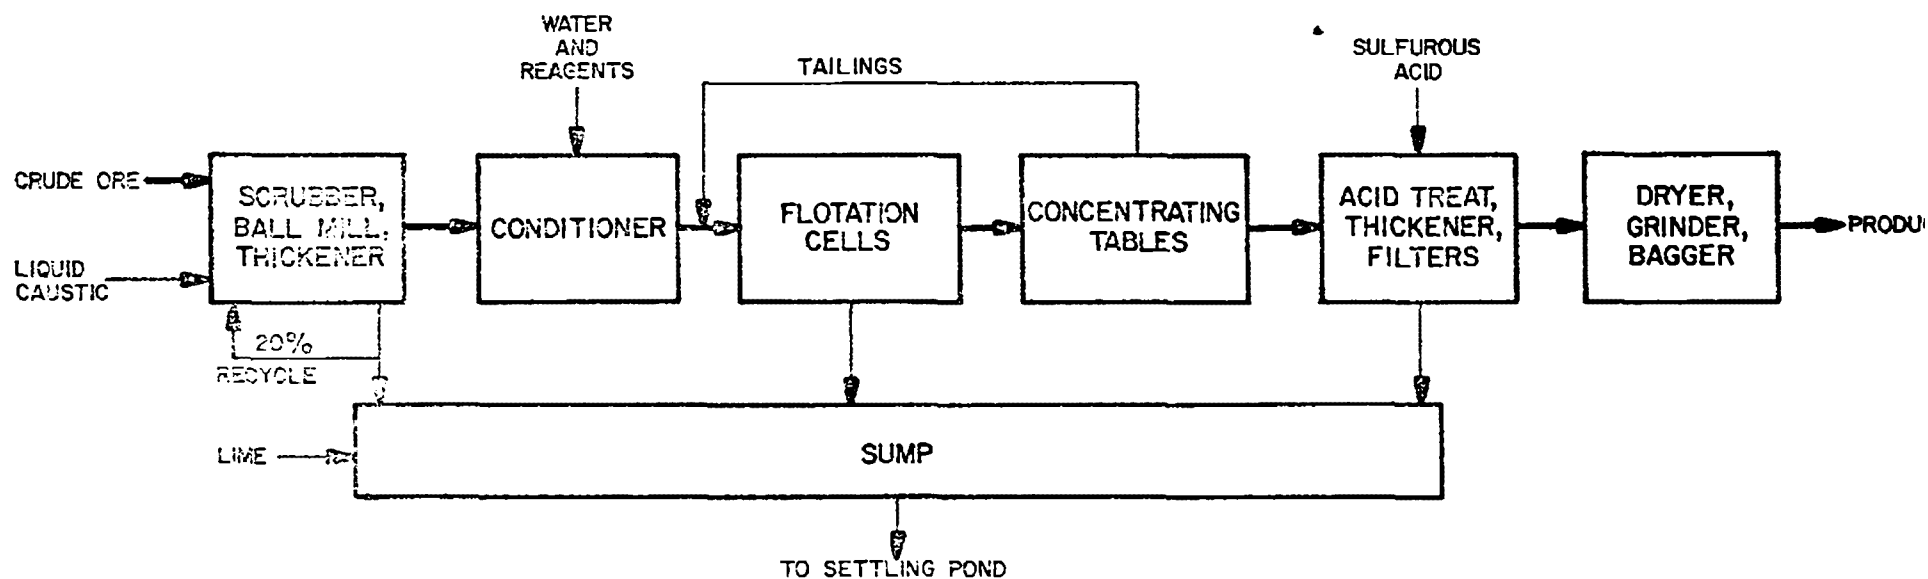 WATER
AND
REAGENTS
TAILINGS
SULFUROUS
ACID
CRUDE ORE
LIQUID
CAUSTIC
SCRUBBER,
BALL MILL,
THICKENER
CONDITIONER
FLOTATION
CELLS
CONCENTRATING
TABLES
ACID TREAT,
THICKENER,
FILTERS
DRYER,
GRINDER,
BAGGER
PRODU
20%
RECYCLE
LIME
SUMP
TO SETTLING POND